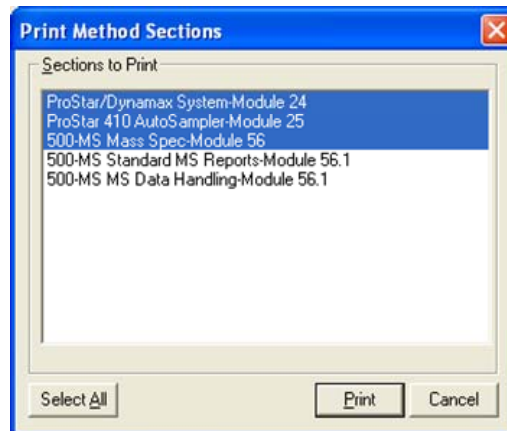 Print Method Sections
Sections to Print
ProStar/Dynamax System-Module 24
ProStar 410 AutoSampler-Module 25
500-MS Mass Spec-Module 56
500-MS Standard MS Reports-Module 56.1
500-MS MS Data Handling-Module 56.1
Select All Print Cancel